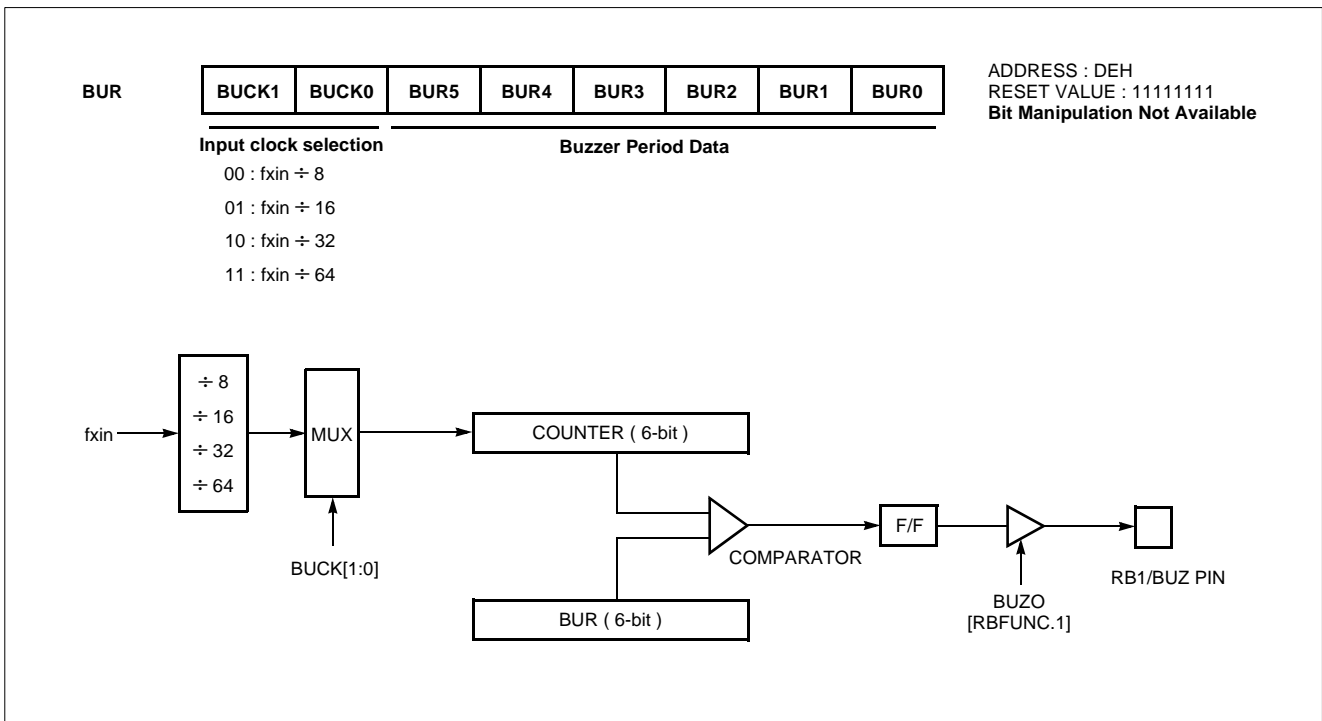 BUR
BUCK1 BUCK0 BUR5 BUR4 BUR3 BUR2 BUR1 BUR0
ADDRESS : DEH
RESET VALUE : 11111111
Bit Manipulation Not Available
Input clock selection
00 : fxin ÷ 8
01 : fxin ÷ 16
10 : fxin ÷ 32
11 : fxin ÷ 64
Buzzer Period Data
fxin
÷ 8
÷ 16
÷ 32
÷ 64
MUX
BUCK[1:0]
COUNTER ( 6-bit )
COMPARATOR
BUR ( 6-bit )
F/F
BUZO
[RBFUNC.1]
RB1/BUZ PIN